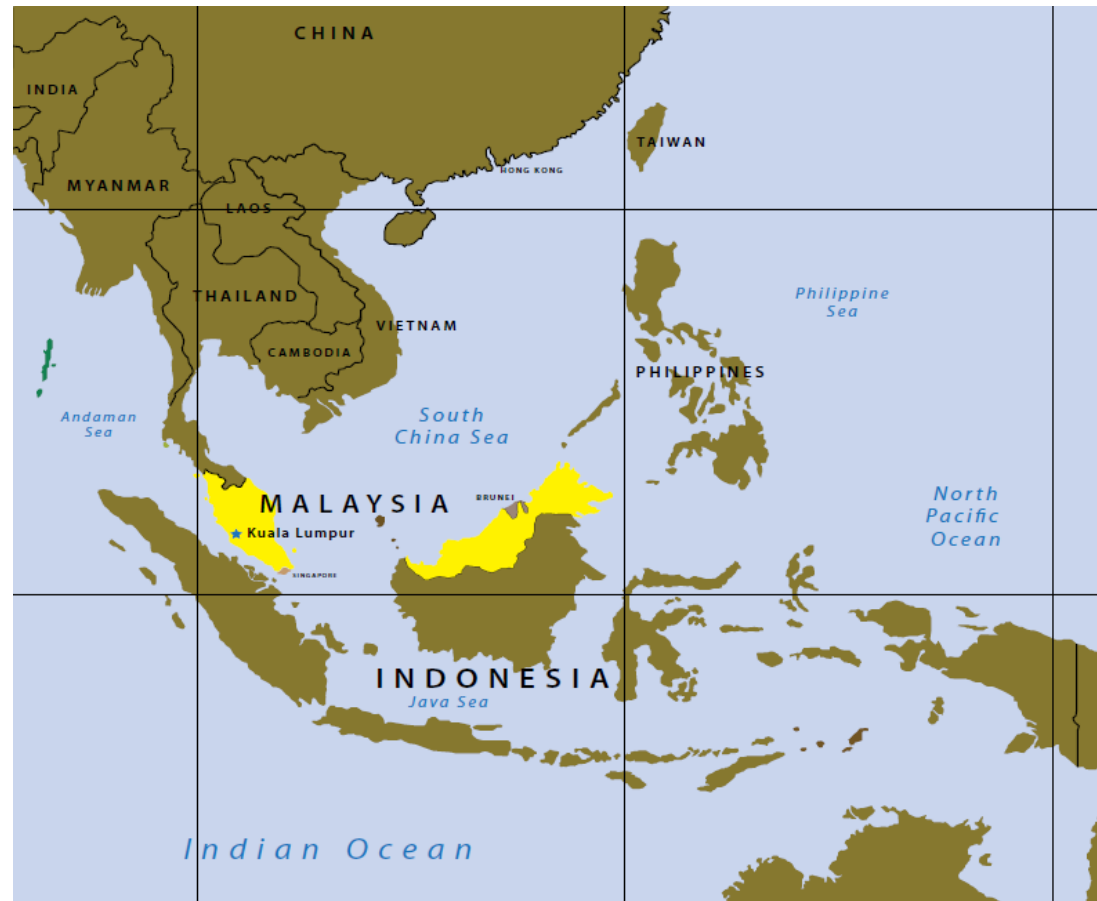 CHINA
INDIA
TAIWAN
HONG KONG
MYANMAR
LAOS
THAILAND
Philippine
Sea
VIETNAM
CAMBODIA
PHILIPPINES
Andaman
Sea
South
China Sea
MALAYSIA
BRUNEI
North
Pacific
Ocean
Kuala Lumpur
SINGAPORE
INDONESIA
Java Sea
Indian Ocean